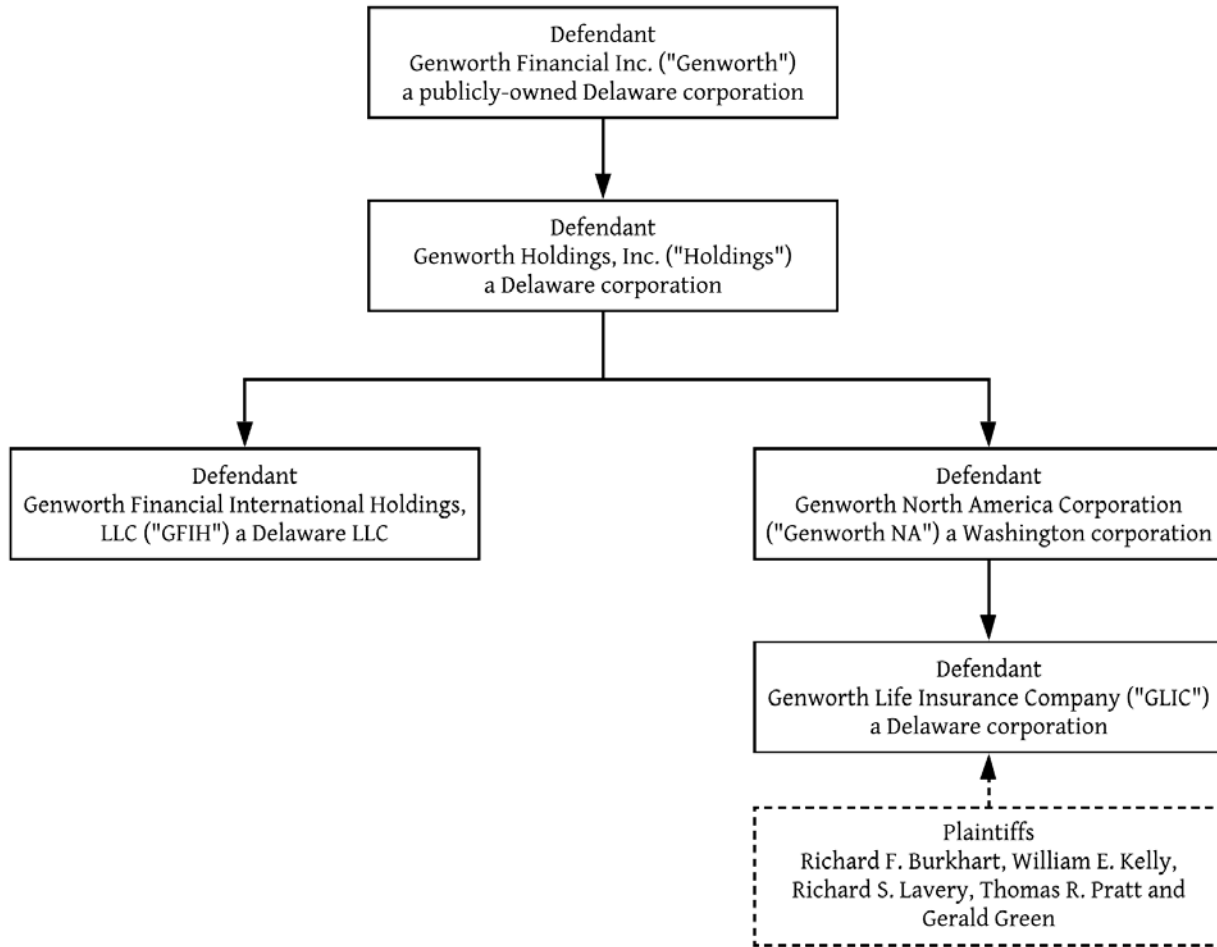 Defendant
Genworth Financial Inc. ("Genworth")
a publicly-owned Delaware corporation
Defendant
Genworth Holdings, Inc. ("Holdings")
a Delaware corporation
Defendant
Genworth Financial International Holdings,
LLC ("GFIH") a Delaware LLC
Defendant
Genworth North America Corporation
("Genworth NA") a Washington corporation
Defendant
Genworth Life Insurance Company ("GLIC")
a Delaware corporation
Plaintiffs
Richard F. Burkhart, William E. Kelly,
Richard S. Lavery, Thomas R. Pratt and
Gerald Green